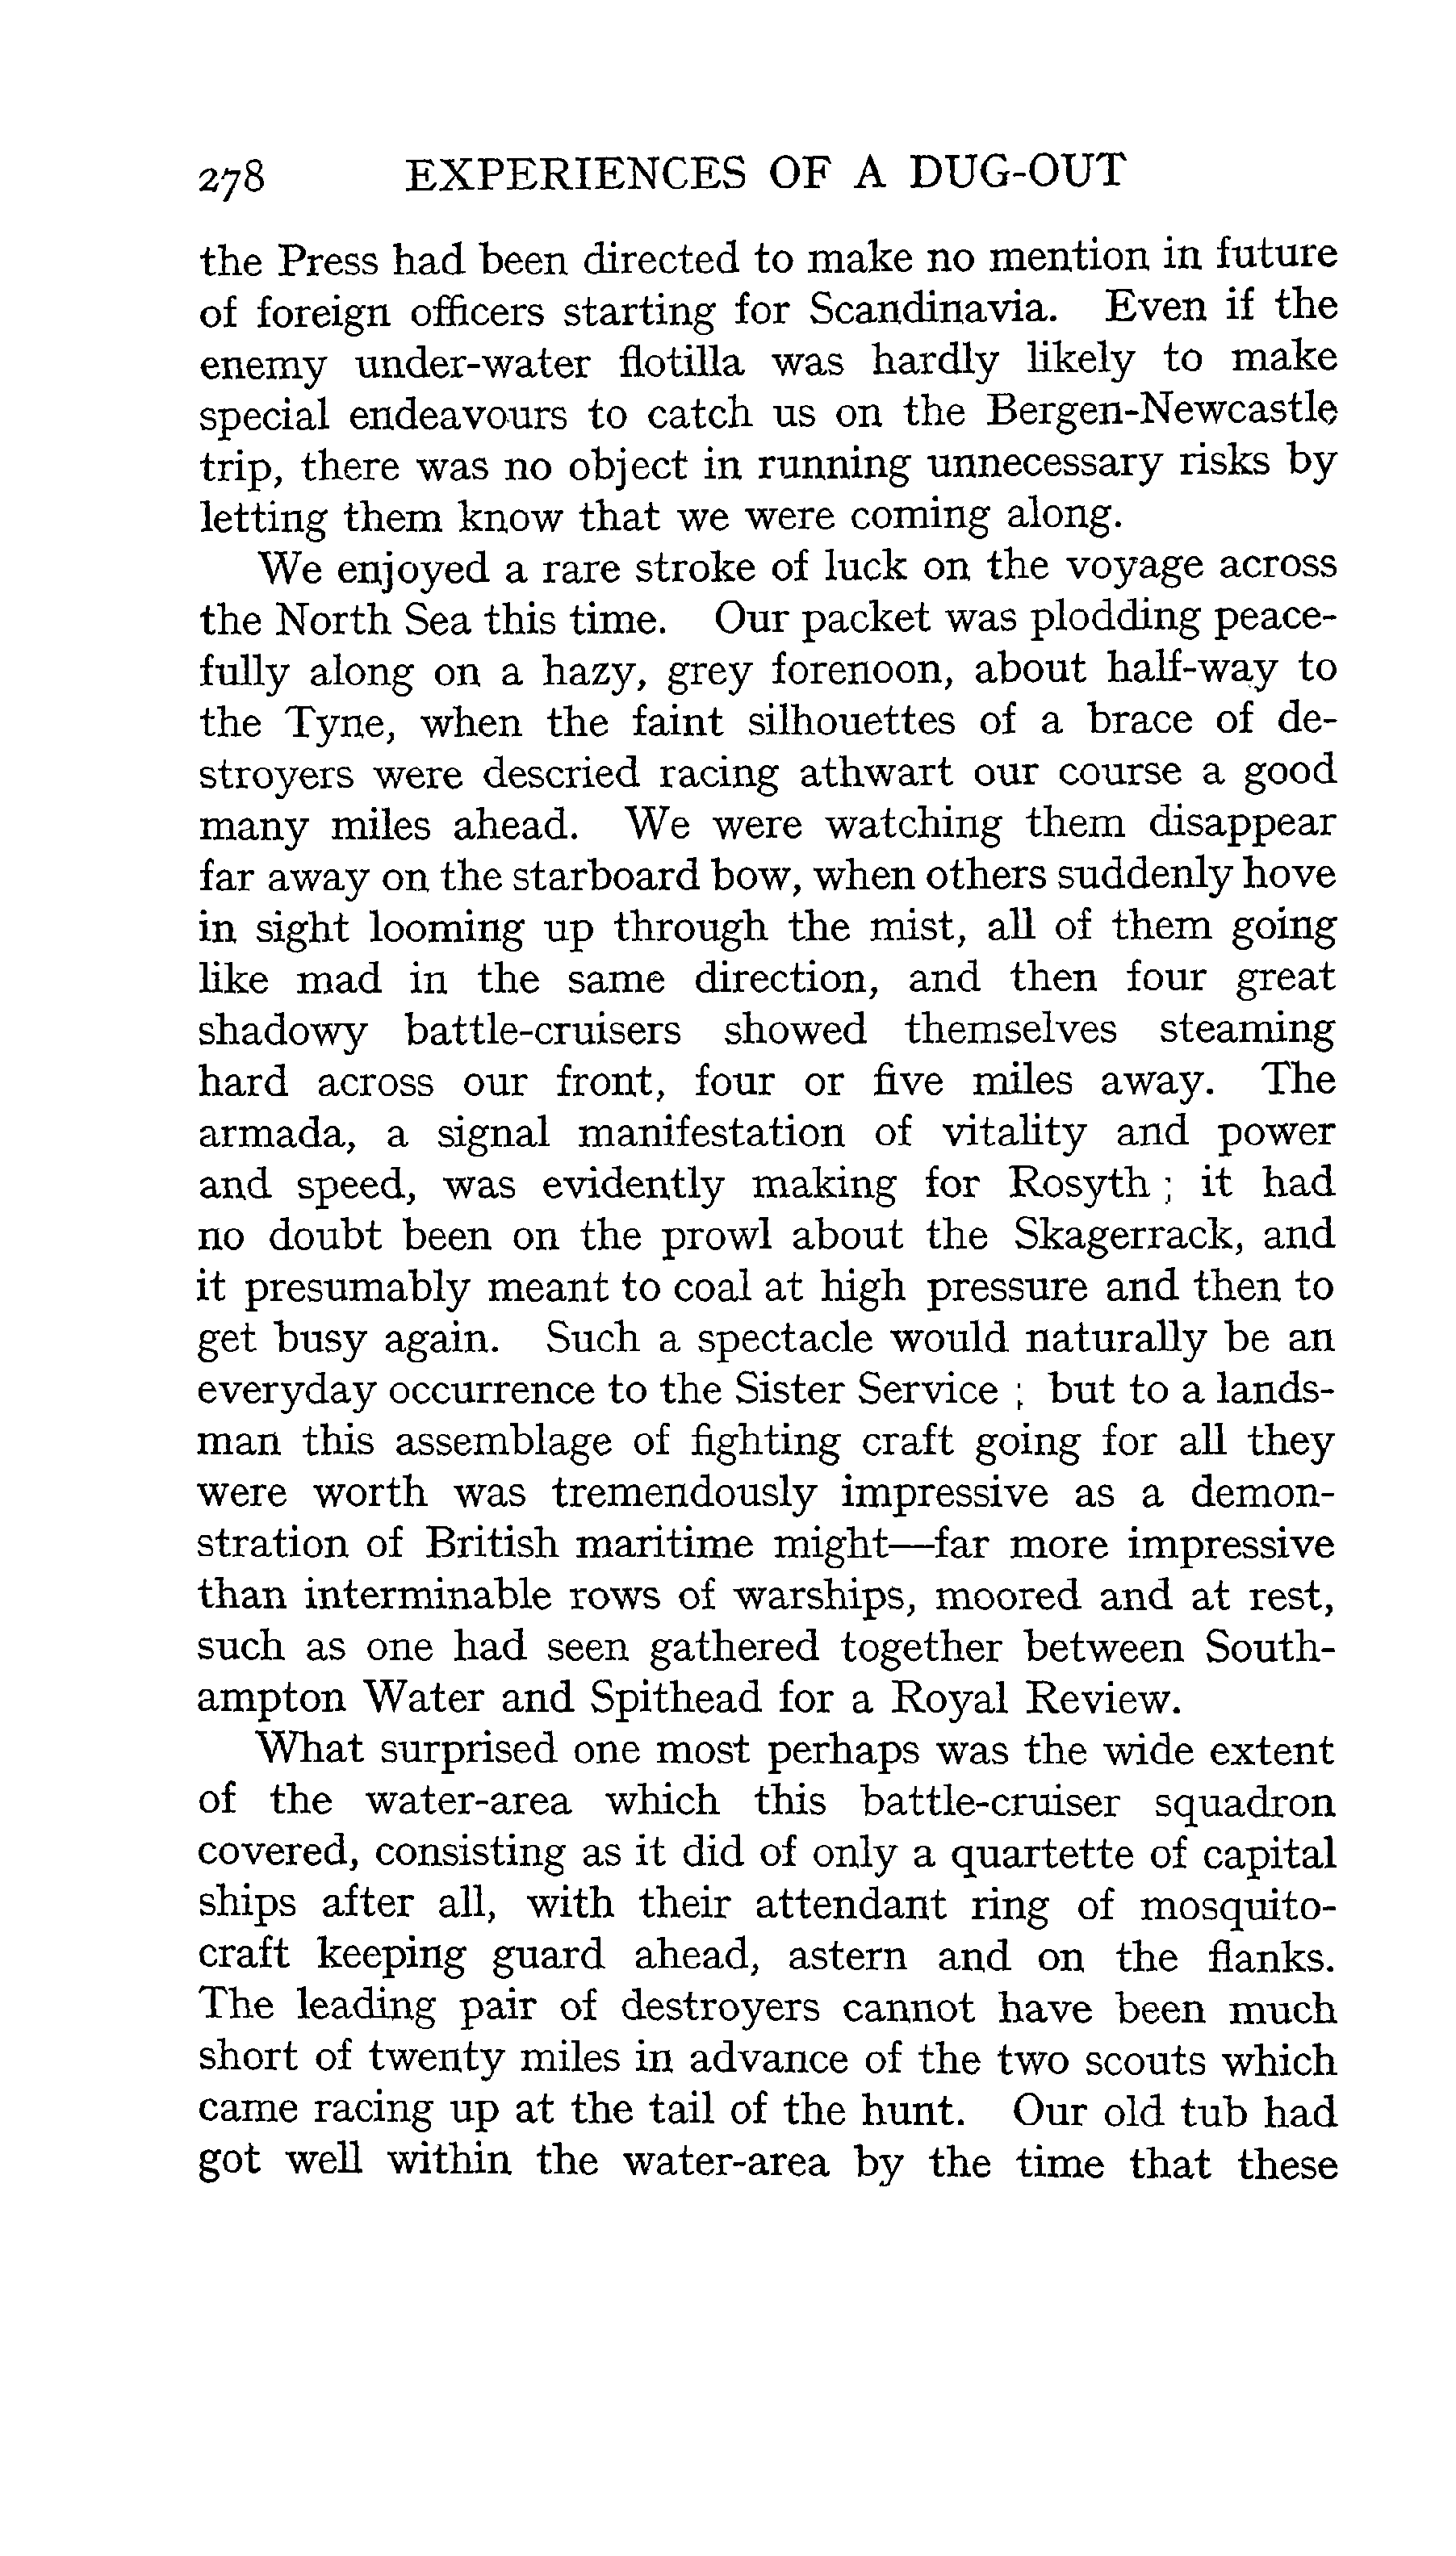 278 EXPERIENCES OF A DUG-OUT
the Press had been directed to make no mention in future
of foreign officers starting for Scandinavia. Even if the
enemy under-water flotilla was hardly likely to make
special endeavours to catch us on the Bergen-Newcastle
trip, there was no object in running unnecessary risks by
letting them know that we were coming along.
We enjoyed a rare stroke of luck on the voyage across
the North Sea this time. Our packet was plodding peace-
fully along on a hazy, grey forenoon, about half-way to
the Tyne, when the faint silhouettes of a brace of de-
stroyers were descried racing athwart our course a good
many miles ahead. We were watching them disappear
far away on the starboard bow, when others suddenly hove
in sight looming up through the mist, all of them going
like mad in the same direction, and then four great
shadowy battle-cruisers showed themselves steaming
hard across our front, four or five miles away. The
armada, a signal manifestation of vitality and power
and speed, was evidently making for Rosyth ; it had
no doubt been on the prowl about the Skagerrack, and
it presumably meant to coal at high pressure and then to
get busy again. Such a spectacle would naturally be an
everyday occurrence to the Sister Service ; but to a lands-
man this assemblage of fighting craft going for all they
were worth was tremendously impressive as a demon-
stration of British maritime might—far more impressive
than interminable rows of warships, moored and at rest,
such as one had seen gathered together between South-
ampton Water and Spithead for a Royal Review.
What surprised one most perhaps was the wide extent
of the water-area which this battle-cruiser squadron
covered, consisting as it did of only a quartette of capital
ships after all, with their attendant ring of mosquito-
craft keeping guard ahead, astern and on the flanks.
The leading pair of destroyers cannot have been much
short of twenty miles in advance of the two scouts which
came racing up at the tail of the hunt. Our old tub had
got well within the water-area by the time that these